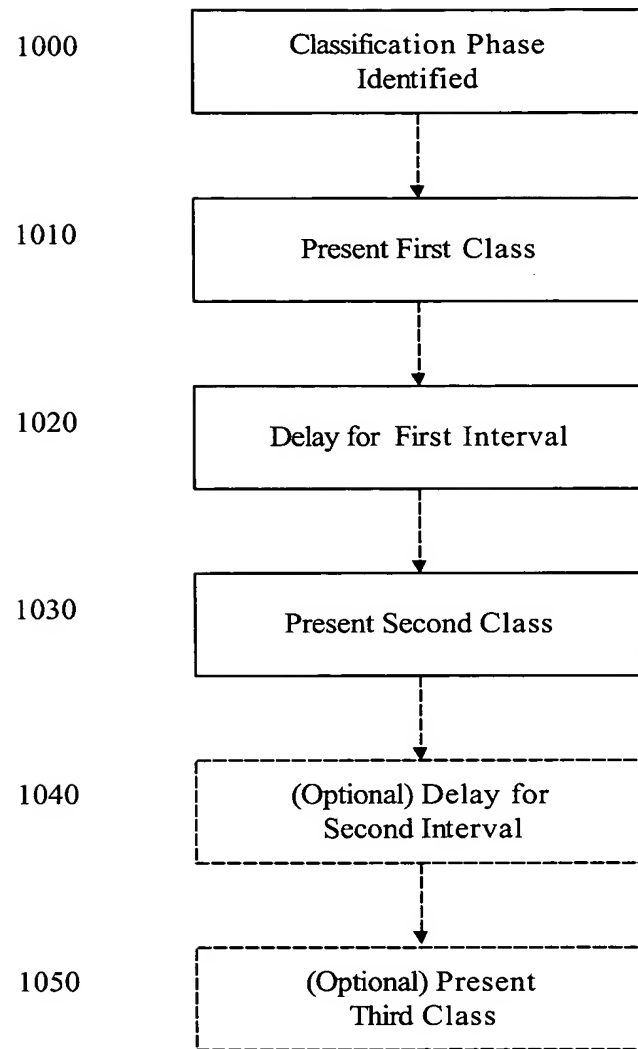 1000
Classification Phase
Identified
1010
Present First Class
1020
Delay for First Interval
1030
Present Second Class
1040
(Optional) Delay for
Second Interval
1050
(Optional) Present
Third Class